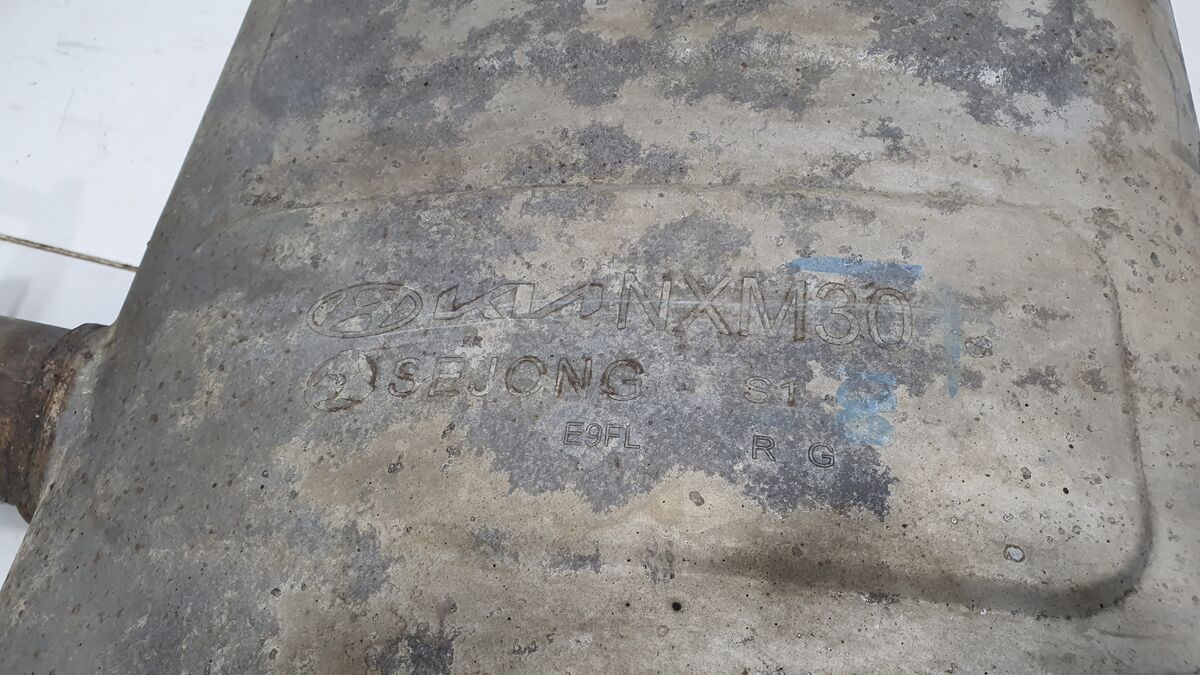 KIA NXM30
SEJONG S1
E9FL R G